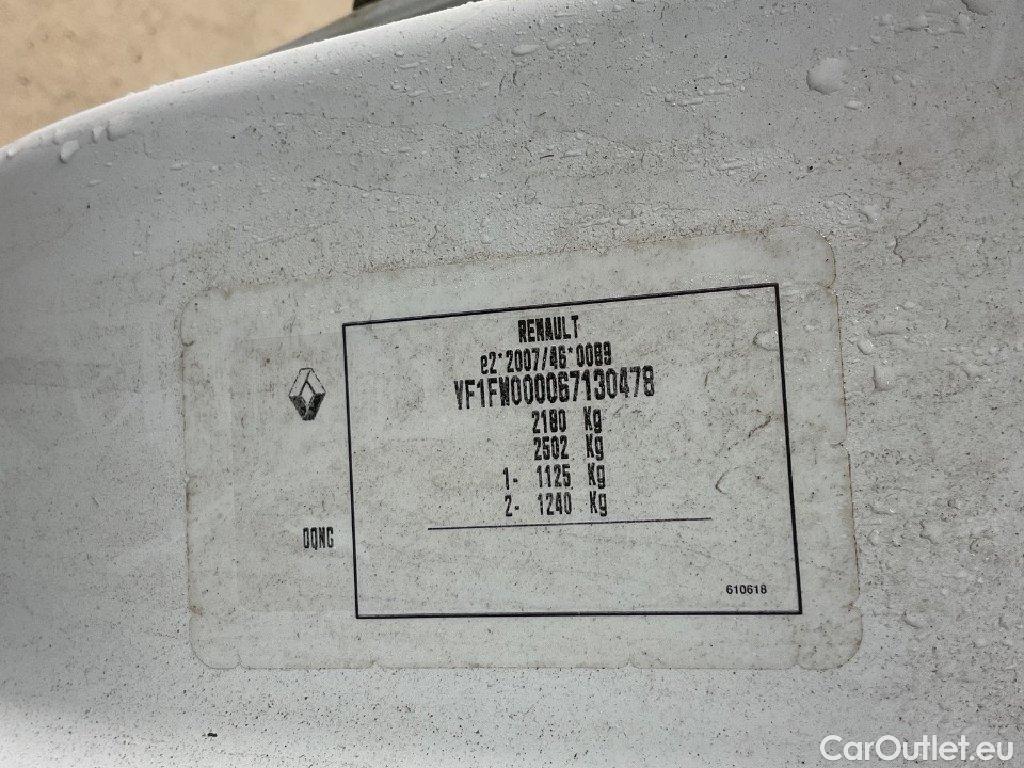 RENAULT
e2*2007/46*0089
VF1FW000067130478
2180 Kg
2502 Kg
1- 1125 Kg
2- 1240 Kg
DQNG
610618
CarOutlet.eu